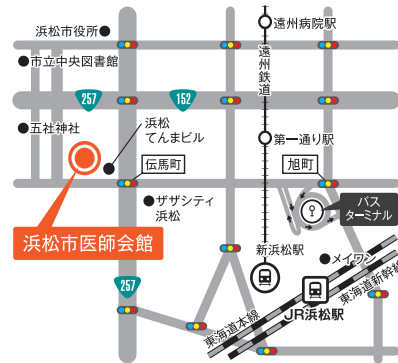 浜松市役所
遠州病院駅
市立中央図書館
遠州鉄道
257
152
五社神社
浜松
てんまビル
第一通り駅
伝馬町
旭町
ザザシティ
浜松
バス
ターミナル
浜松市医師会館
新浜松駅
メイワン
257
東海道新幹線
東海道本線
JR浜松駅